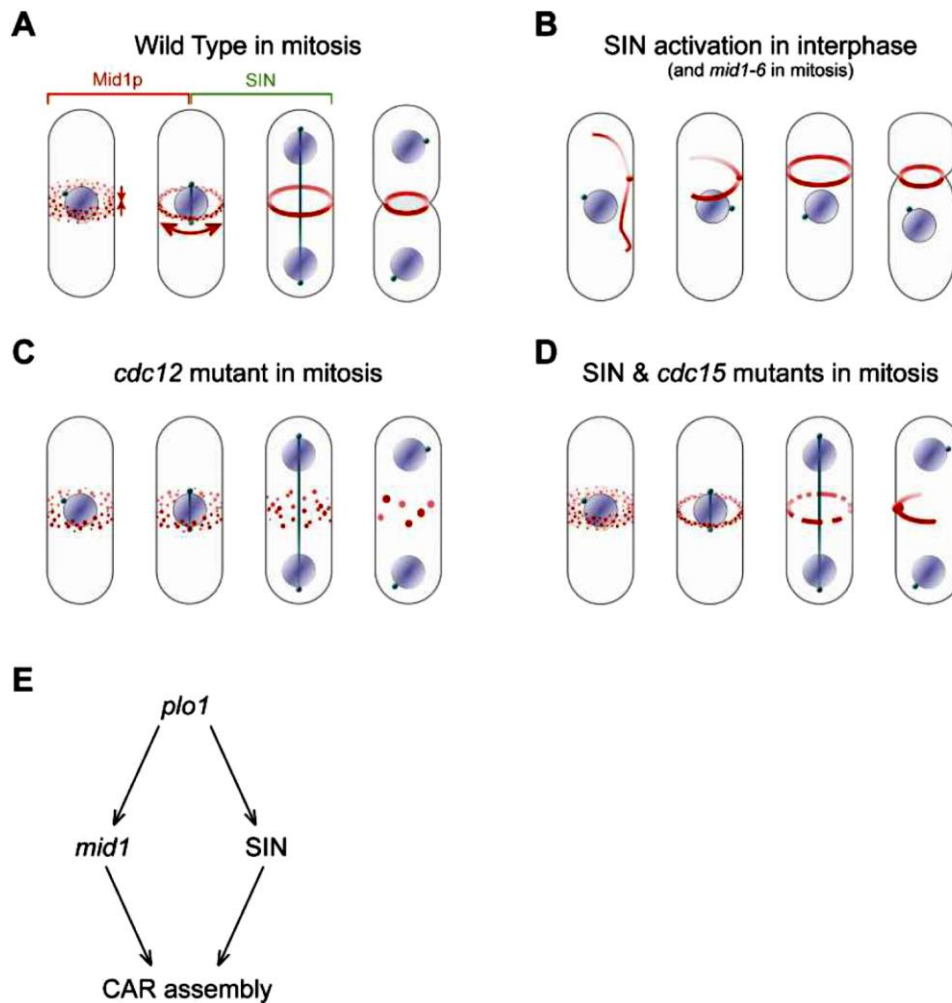 A
Wild Type in mitosis
Mid1p
SIN
B
SIN activation in interphase
(and mid1-6 in mitosis)
C
cdc12 mutant in mitosis
D
SIN & cdc15 mutants in mitosis
E
plo1
mid1
SIN
CAR assembly